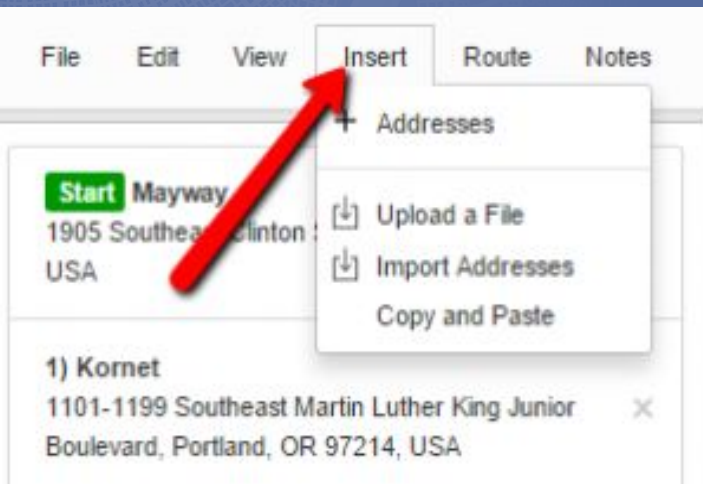 File Edit View Insert Route Notes
+ Addresses
Start Mayway
1905 Southeast Clinton
USA
Upload a File
Import Addresses
Copy and Paste
1) Kornet
1101-1199 Southeast Martin Luther King Junior
Boulevard, Portland, OR 97214, USA